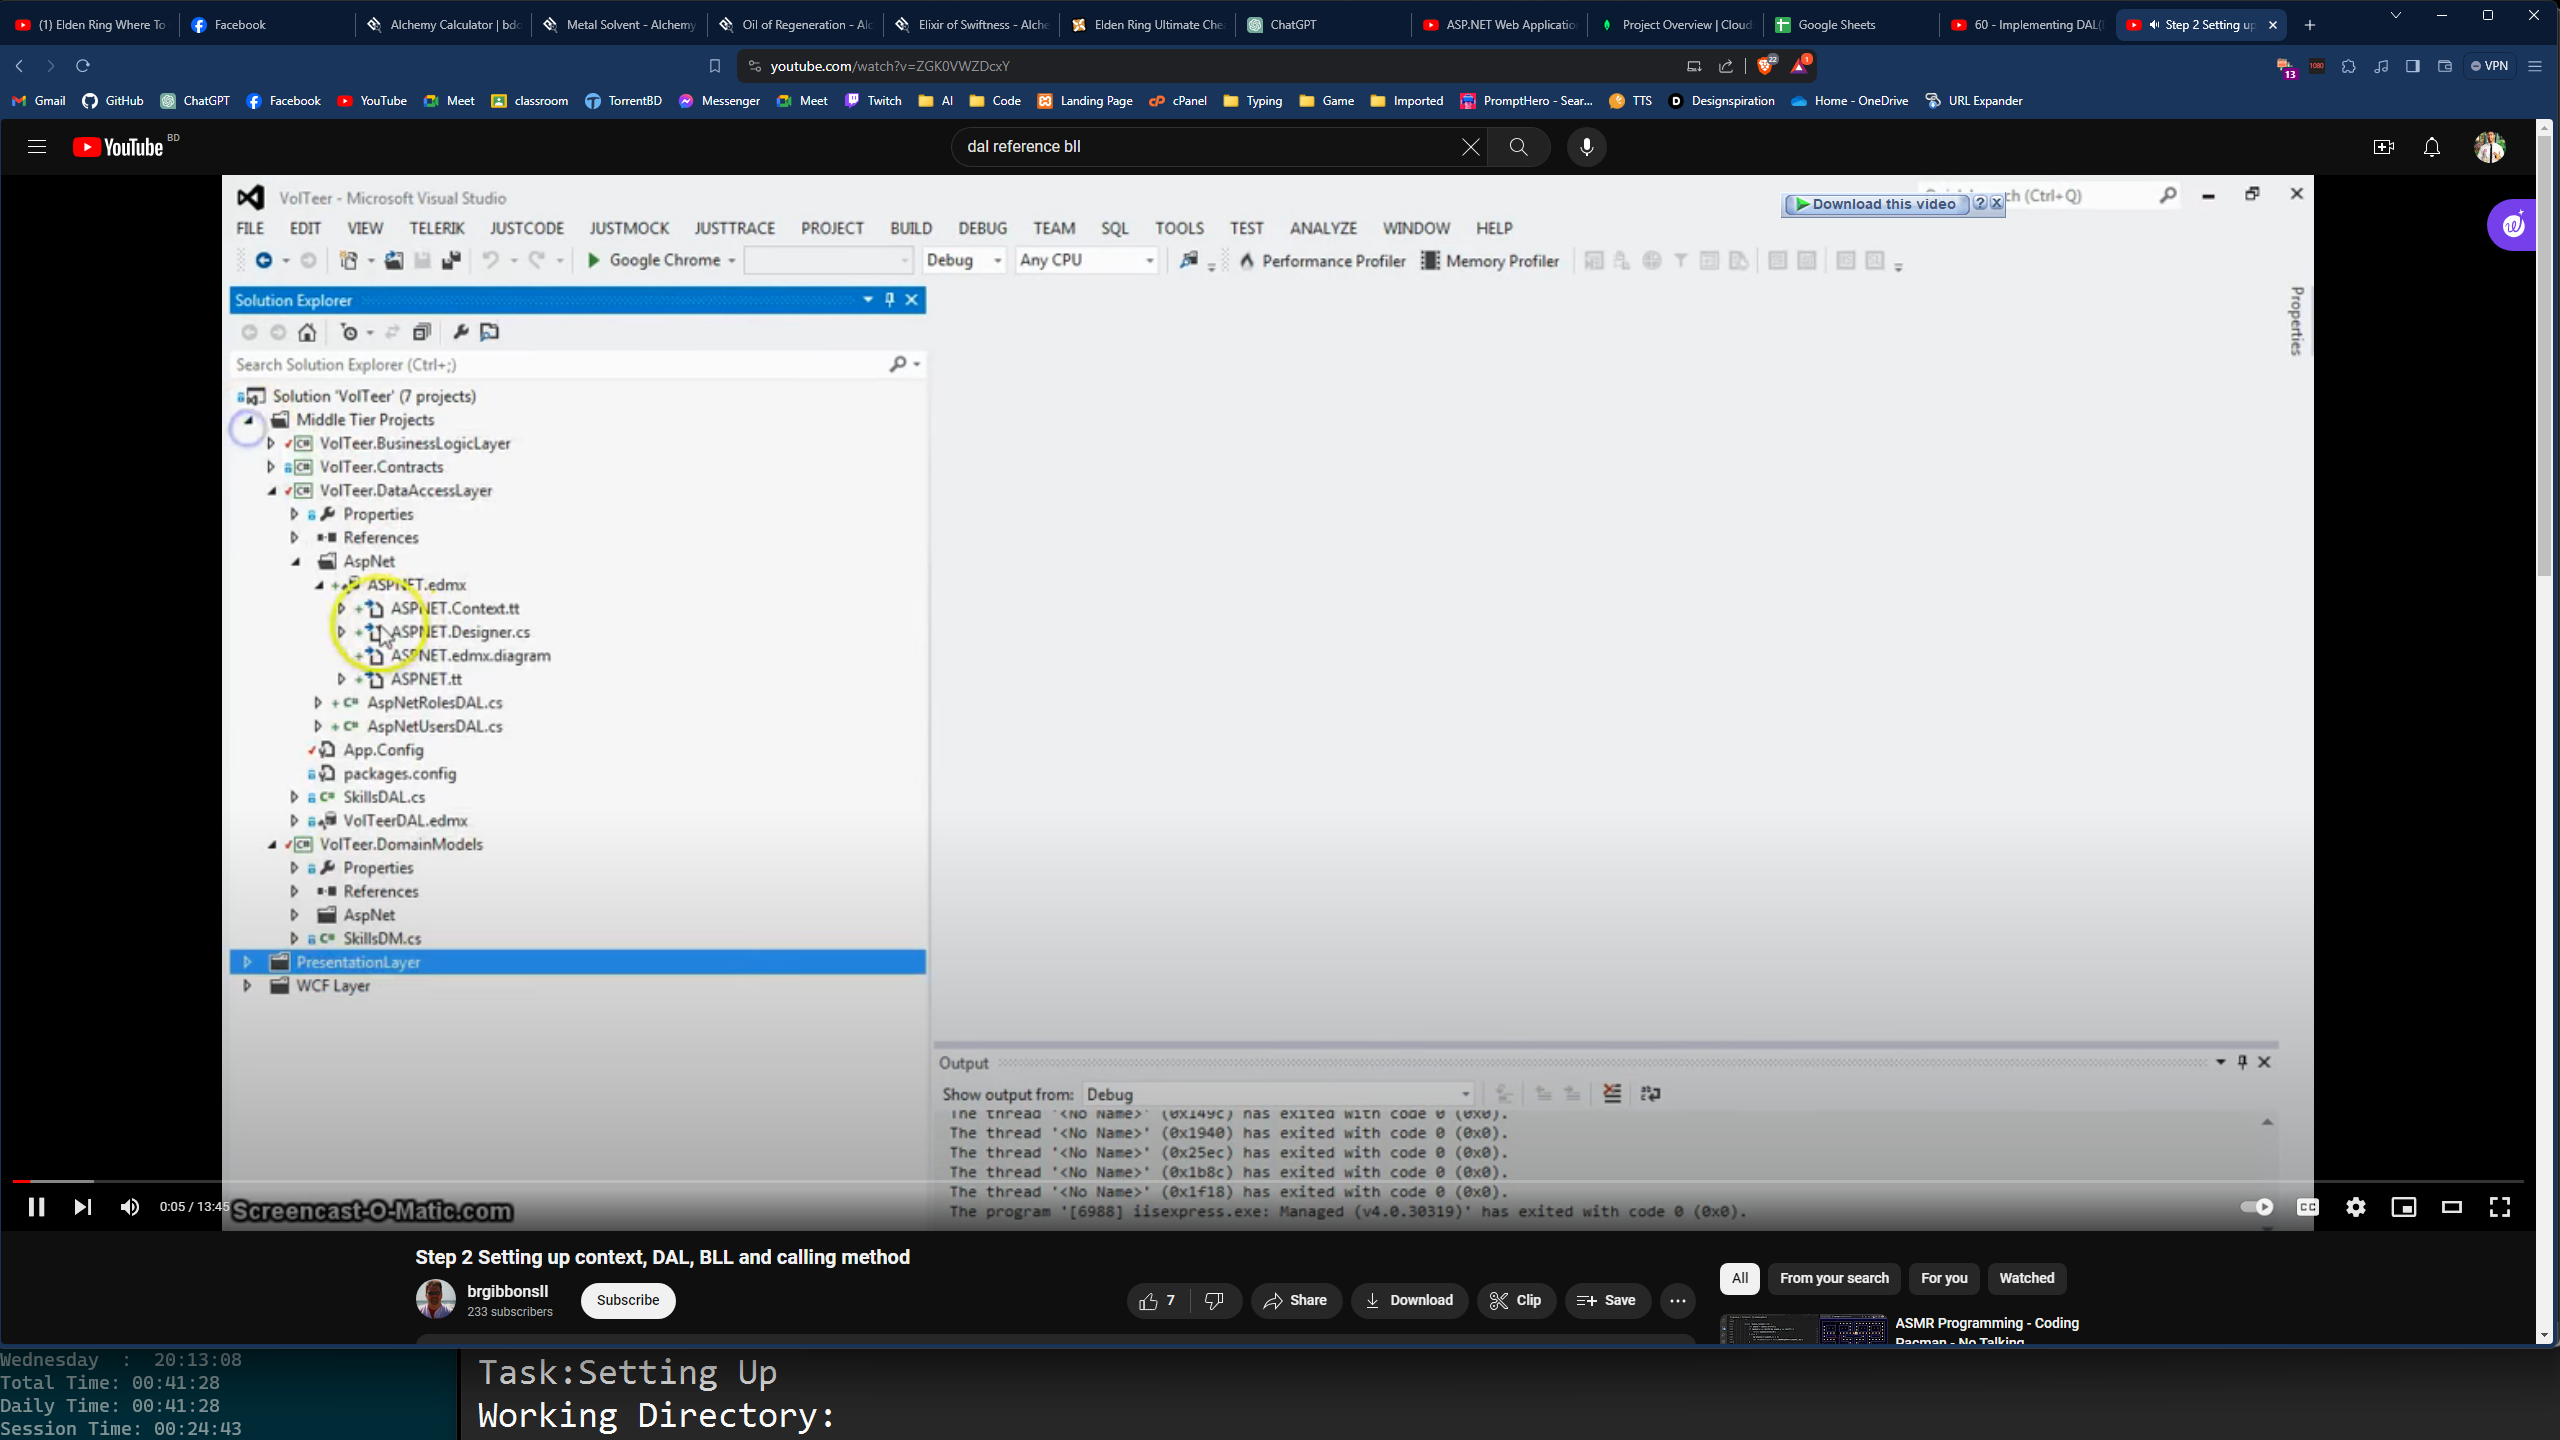 (1) Elden Ring Where To
Facebook
Alchemy Calculator | bdo
Metal Solvent - Alchemy
Oil of Regeneration - Alc
Elixir of Swiftness - Alche
Elden Ring Ultimate Che
ChatGPT
ASP.NET Web Application
Project Overview | Cloud
Google Sheets
60 - Implementing DAL(
Step 2 Setting up
youtube.com/watch?v=ZGK0VWZDcxY
22
1
13
1080
VPN
Gmail
GitHub
ChatGPT
Facebook
YouTube
Meet
classroom
TorrentBD
Messenger
Meet
Twitch
AI
Code
Landing Page
cPanel
Typing
Game
Imported
PromptHero - Sear...
TTS
Designspiration
Home - OneDrive
URL Expander
YouTube BD
dal reference bll
VolTeer - Microsoft Visual Studio
Download this video
ch (Ctrl+Q)
FILE EDIT VIEW TELERIK JUSTCODE JUSTMOCK JUSTTRACE PROJECT BUILD DEBUG TEAM SQL TOOLS TEST ANALYZE WINDOW HELP
Google Chrome
Debug
Any CPU
Performance Profiler
Memory Profiler
Solution Explorer
Properties
Search Solution Explorer (Ctrl+;)
Solution 'VolTeer' (7 projects)
Middle Tier Projects
VolTeer.BusinessLogicLayer
VolTeer.Contracts
VolTeer.DataAccessLayer
Properties
References
AspNet
ASPNET.edmx
ASPNET.Context.tt
ASPNET.Designer.cs
ASPNET.edmx.diagram
ASPNET.tt
AspNetRolesDAL.cs
AspNetUsersDAL.cs
App.Config
packages.config
SkillsDAL.cs
VolTeerDAL.edmx
VolTeer.DomainModels
Properties
References
AspNet
SkillsDM.cs
PresentationLayer
WCF Layer
Output
Show output from: Debug
The thread '<No Name>' (0x149c) has exited with code 0 (0x0).
The thread '<No Name>' (0x1940) has exited with code 0 (0x0).
The thread '<No Name>' (0x25ec) has exited with code 0 (0x0).
The thread '<No Name>' (0x1b8c) has exited with code 0 (0x0).
The thread '<No Name>' (0x1f18) has exited with code 0 (0x0).
The program '[6988] iisexpress.exe: Managed (v4.0.30319)' has exited with code 0 (0x0).
0:05 / 13:45
Screencast-O-Matic.com
Step 2 Setting up context, DAL, BLL and calling method
brgibbonsll
233 subscribers
Subscribe
7
Share
Download
Clip
Save
All
From your search
For you
Watched
ASMR Programming - Coding
Pacman - No Talking
Wednesday : 20:13:08
Total Time: 00:41:28
Daily Time: 00:41:28
Session Time: 00:24:43
Task:Setting Up
Working Directory: